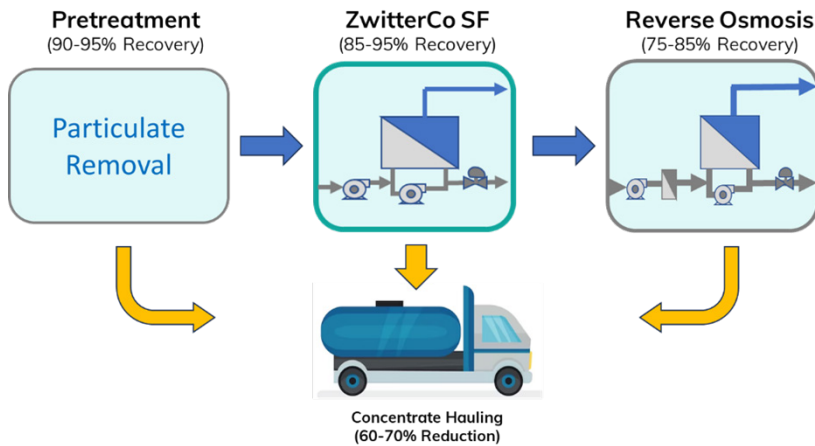 Pretreatment
(90-95% Recovery)
ZwitterCo SF
(85-95% Recovery)
Reverse Osmosis
(75-85% Recovery)
Particulate
Removal
Concentrate Hauling
(60-70% Reduction)